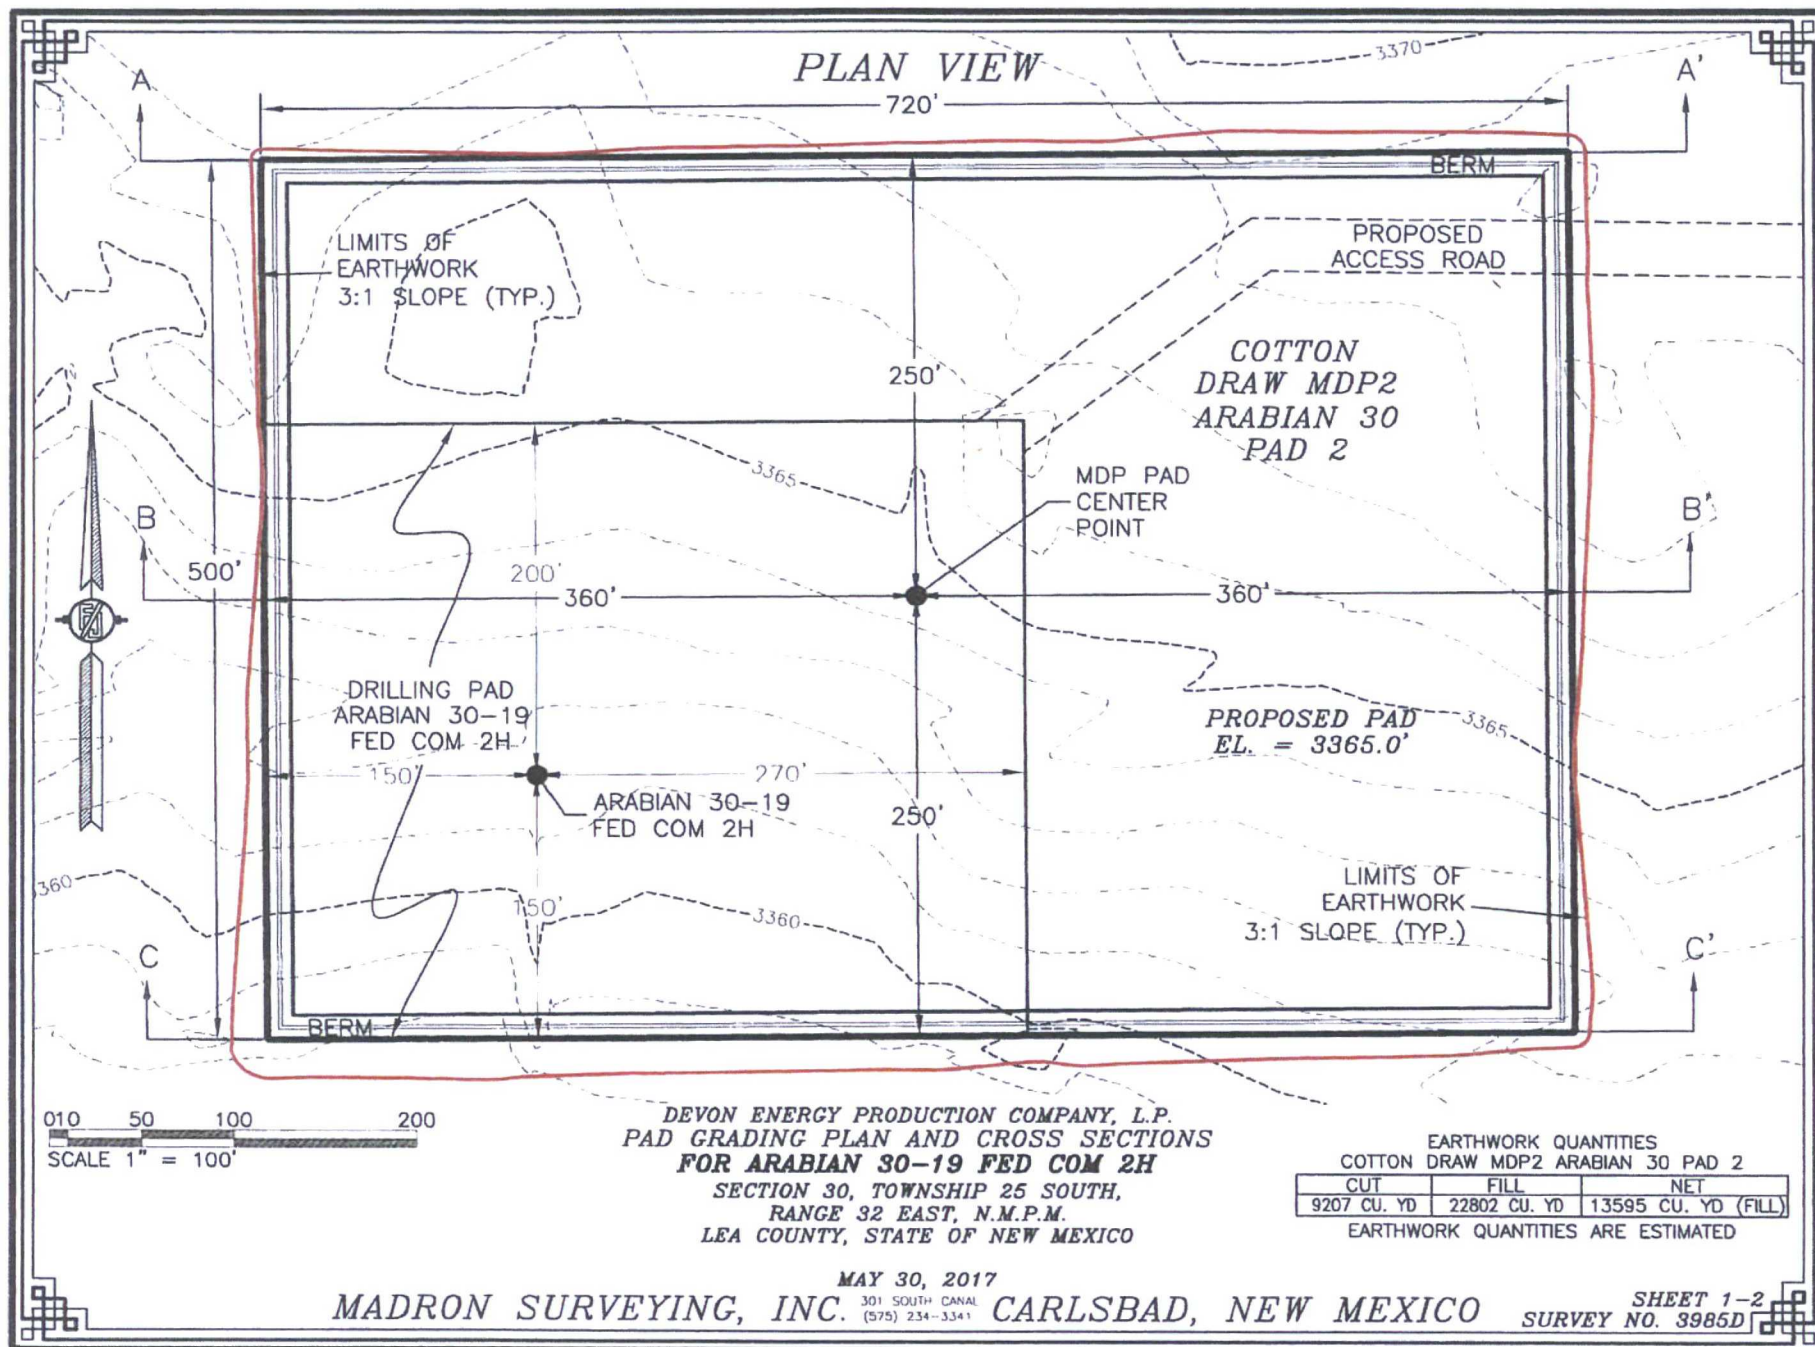 PLAN VIEW
3370
A
A'
720'
BERM
LIMITS OF
EARTHWORK
3:1 SLOPE (TYP.)
PROPOSED
ACCESS ROAD
COTTON
DRAW MDP2
ARABIAN 30
PAD 2
250'
3365
MDP PAD
CENTER
POINT
B
B'
500'
200'
360'
360'
DRILLING PAD
ARABIAN 30-19
FED COM 2H
PROPOSED PAD
EL. = 3365.0'
3365
150'
270'
ARABIAN 30-19
FED COM 2H
250'
360
150'
3360
LIMITS OF
EARTHWORK
3:1 SLOPE (TYP.)
C
C'
BERM
010 50 100 200
SCALE 1" = 100'
DEVON ENERGY PRODUCTION COMPANY, L.P.
PAD GRADING PLAN AND CROSS SECTIONS
FOR ARABIAN 30-19 FED COM 2H
SECTION 30, TOWNSHIP 25 SOUTH,
RANGE 32 EAST, N.M.P.M.
LEA COUNTY, STATE OF NEW MEXICO
EARTHWORK QUANTITIES
COTTON DRAW MDP2 ARABIAN 30 PAD 2
CUT FILL NET
9207 CU. YD 22802 CU. YD 13595 CU. YD (FILL)
EARTHWORK QUANTITIES ARE ESTIMATED
MAY 30, 2017
MADRON SURVEYING, INC. 301 SOUTH CANAL (575) 234-3341 CARLSBAD, NEW MEXICO
SHEET 1-2
SURVEY NO. 3985D